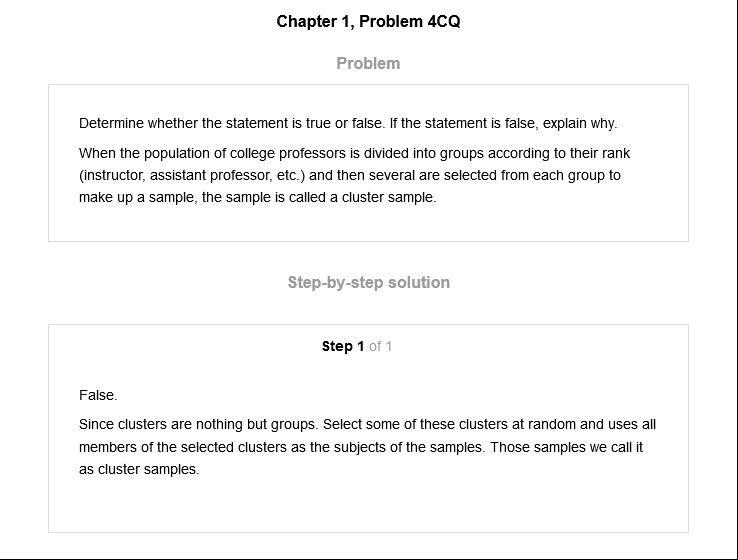 Chapter 1, Problem 4CQ
Problem
Determine whether the statement is true or false. If the statement is false, explain why.
When the population of college professors is divided into groups according to their rank
(instructor, assistant professor, etc.) and then several are selected from each group to
make up a sample, the sample is called a cluster sample.
Step-by-step solution
Step 1 of 1
False.
Since clusters are nothing but groups. Select some of these clusters at random and uses all
members of the selected clusters as the subjects of the samples. Those samples we call it
as cluster samples.